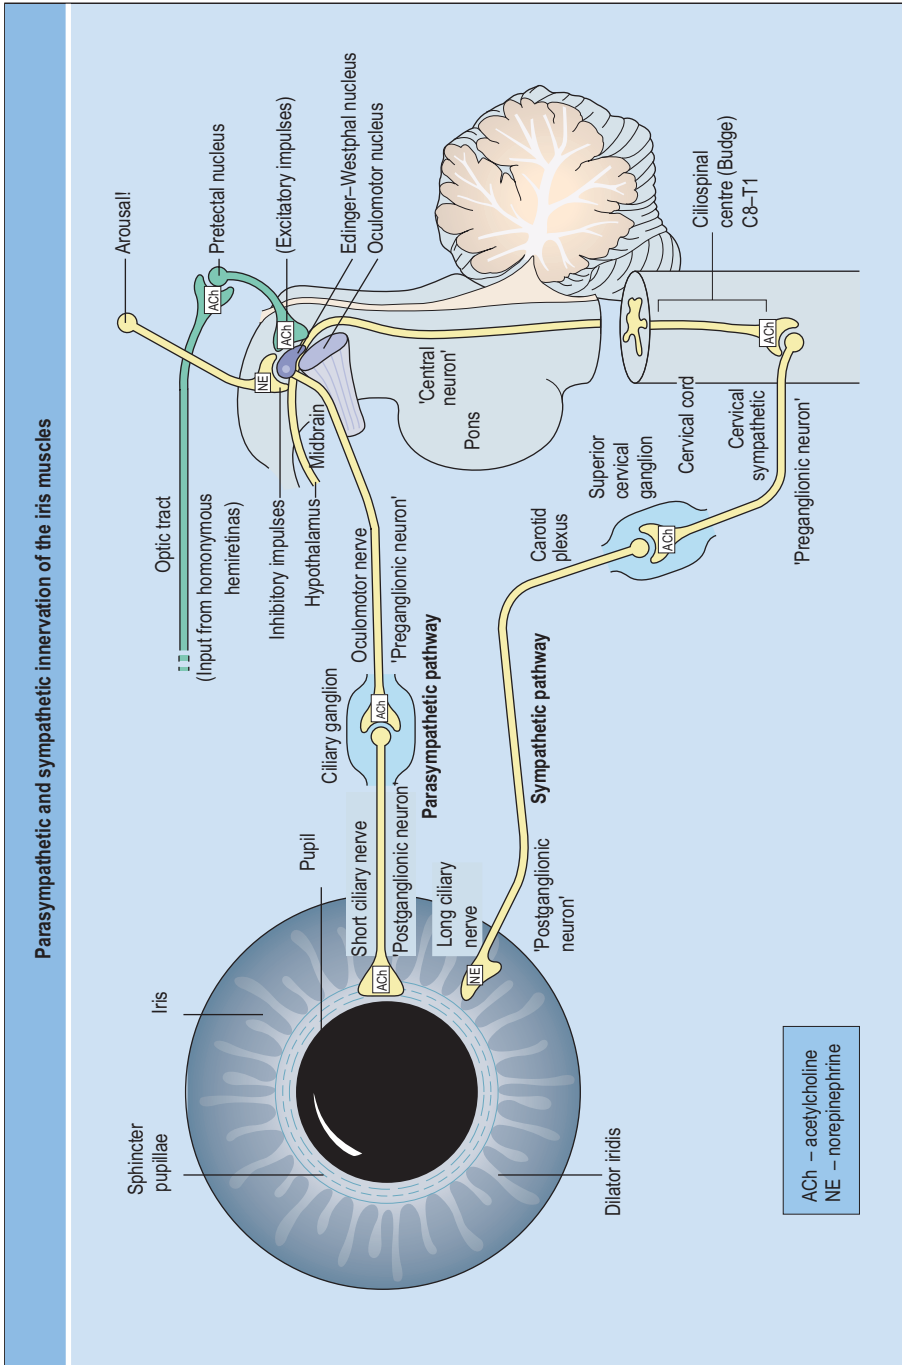 Parasympathetic and sympathetic innervation of the iris muscles
Arousal!
Pretectal nucleus
(Excitatory impulses)
Edinger–Westphal nucleus
Oculomotor nucleus
ACh
ACh
NE
Optic tract
(Input from homonymous
hemiretinas)
Inhibitory impulses
Hypothalamus
Midbrain
Pons
'Central
neuron'
Ciliospinal
centre (Budge)
C8–T1
ACh
Oculomotor nerve
'Preganglionic neuron'
Ciliary ganglion
ACh
Parasympathetic pathway
Short ciliary nerve
'Postganglionic neuron'
ACh
Superior
cervical
ganglion
Cervical cord
Cervical
sympathetic
'Preganglionic neuron'
ACh
Carotid
plexus
Sympathetic pathway
Long ciliary
nerve
'Postganglionic
neuron'
NE
Pupil
Iris
Sphincter
pupillae
Dilator iridis
ACh – acetylcholine
NE – norepinephrine